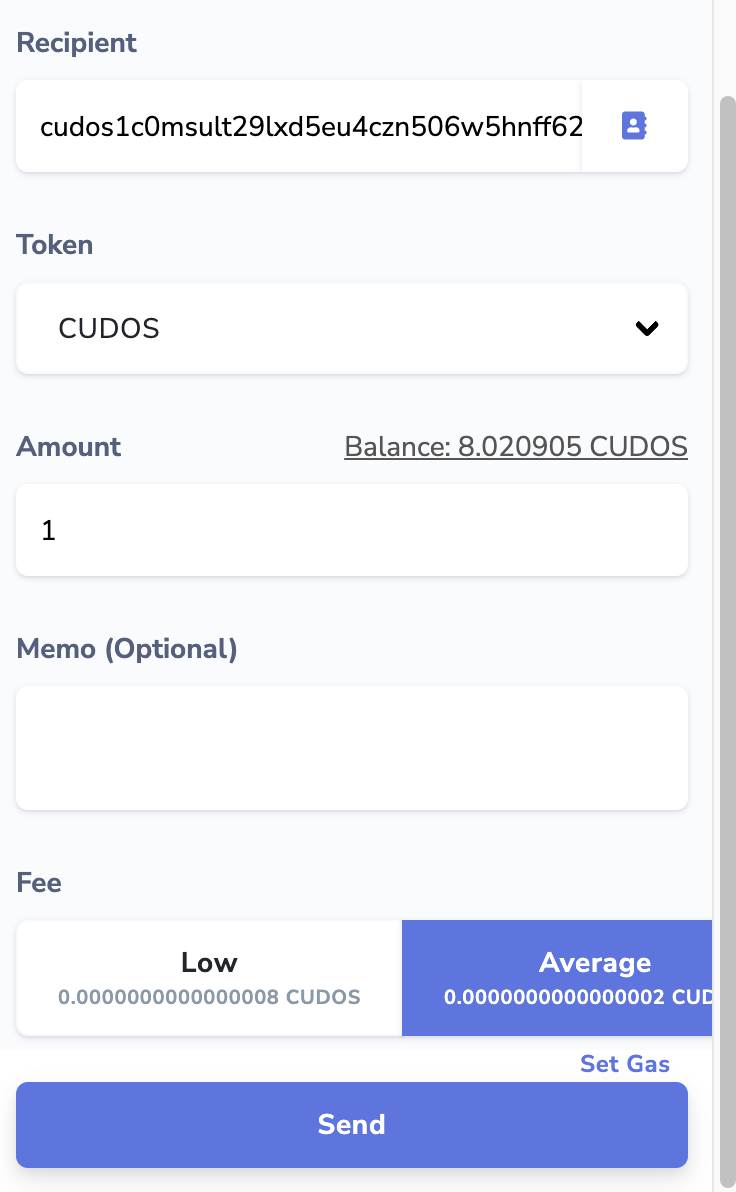 Recipient
cudos1c0msult29lxd5eu4czn506w5hnff62
Token
CUDOS
Amount
Balance: 8.020905 CUDOS
1
Memo (Optional)
Fee
Low
0.0000000000000008 CUDOS
Average
0.0000000000000002 CUD
Set Gas
Send